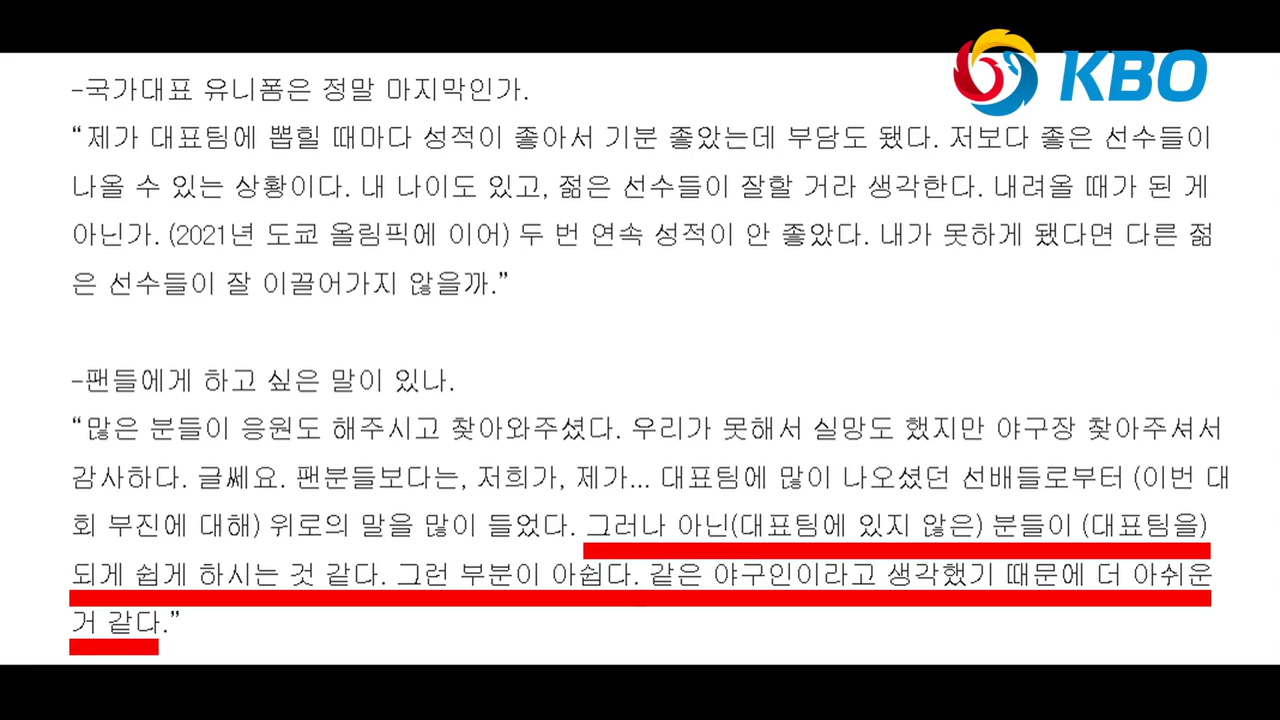 KBO
-국가대표 유니폼은 정말 마지막인가.
“제가 대표팀에 뽑힐 때마다 성적이 좋아서 기분 좋았는데 부담도 됐다. 저보다 좋은 선수들이
나올 수 있는 상황이다. 내 나이도 있고, 젊은 선수들이 잘할 거라 생각한다. 내려올 때가 된 게
아닌가. (2021년 도쿄 올림픽에 이어) 두 번 연속 성적이 안 좋았다. 내가 못하게 됐다면 다른 젊
은 선수들이 잘 이끌어가지 않을까.”
-팬들에게 하고 싶은 말이 있나.
“많은 분들이 응원도 해주시고 찾아와주셨다. 우리가 못해서 실망도 했지만 야구장 찾아주셔서
감사하다. 글쎄요. 팬분들보다는, 저희가, 제가... 대표팀에 많이 나오셨던 선배들로부터 (이번 대
회 부진에 대해) 위로의 말을 많이 들었다. 그러나 아닌(대표팀에 있지 않은) 분들이 (대표팀을)
되게 쉽게 하시는 것 같다. 그런 부분이 아쉽다. 같은 야구인이라고 생각했기 때문에 더 아쉬운
거 같다.”